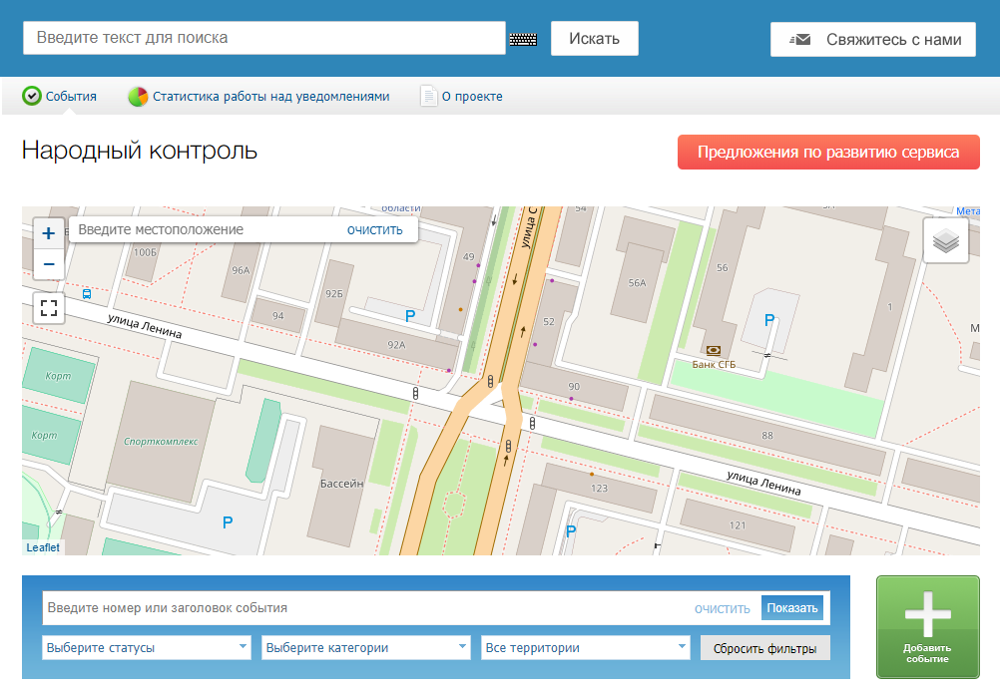 Введите текст для поиска
Искать
Свяжитесь с нами
События
Статистика работы над уведомлениями
О проекте
Народный контроль
Предложения по развитию сервиса
+
Введите местоположение
очистить
−
области
54
улица С
Мета
100Б
96А
92Б
94
49
56А
56
1
52
P
P
улица Ленина
92А
Банк СГБ
М
Корт
90
Корт
Спорткомплекс
88
Бассейн
улица Ленина
123
P
121
P
Leaflet
Введите номер или заголовок события
очистить
Показать
Выберите статусы
Выберите категории
Все территории
Сбросить фильтры
Добавить
событие